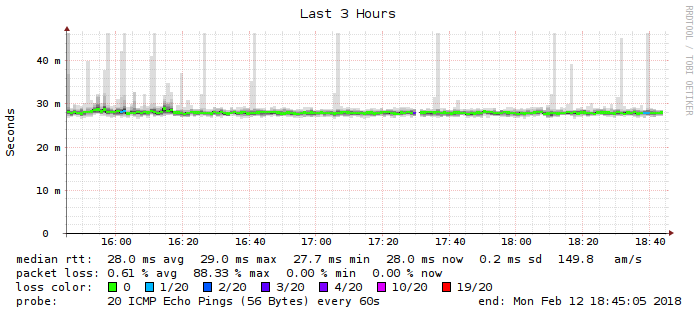 Last 3 Hours
RRDTOOL / TOBI OETIKER
Seconds
40 m
30 m
20 m
10 m
0
16:00 16:20 16:40 17:00 17:20 17:40 18:00 18:20 18:40
median rtt: 28.0 ms avg 29.0 ms max 27.7 ms min 28.0 ms now 0.2 ms sd 149.8 am/s
packet loss: 0.61 % avg 88.33 % max 0.00 % min 0.00 % now
loss color: 0 1/20 2/20 3/20 4/20 10/20 19/20
probe: 20 ICMP Echo Pings (56 Bytes) every 60s end: Mon Feb 12 18:45:05 2018